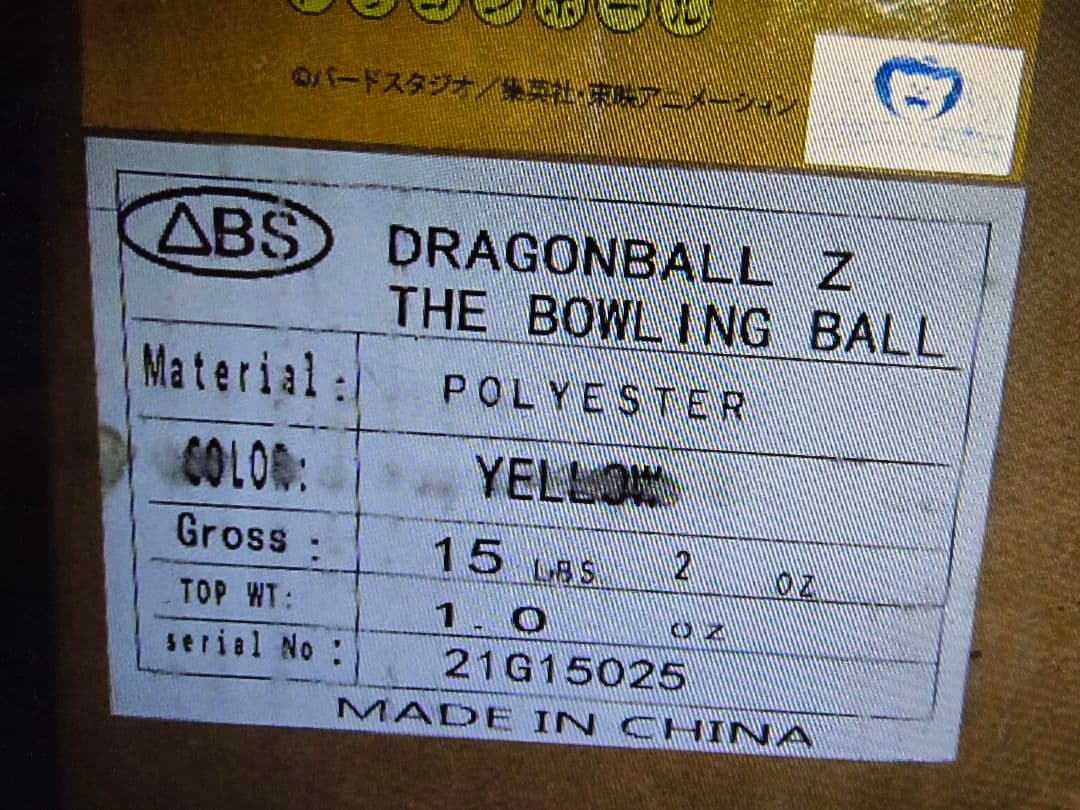 ©バードスタジオ／集英社・東映アニメーション
ABS
DRAGONBALL Z
THE BOWLING BALL
Material: POLYESTER
COLOR: YELLOW
Gross: 15 LBS 2 OZ
TOP WT: 1.0 OZ
serial No: 21G15025
MADE IN CHINA